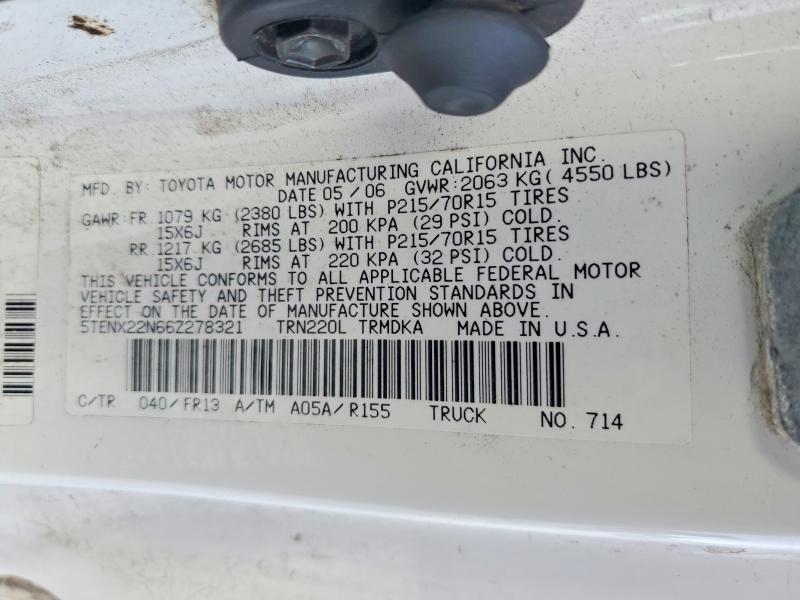 MFD. BY: TOYOTA MOTOR MANUFACTURING CALIFORNIA INC.
DATE 05/06 GVWR:2063 KG( 4550 LBS)
GAWR: FR. 1079 KG (2380 LBS) WITH P215/70R15 TIRES
15X6J RIMS AT 200 KPA (29 PSI) COLD.
RR. 1217 KG (2685 LBS) WITH P215/70R15 TIRES
15X6J RIMS AT 220 KPA (32 PSI) COLD.
THIS VEHICLE CONFORMS TO ALL APPLICABLE FEDERAL MOTOR
VEHICLE SAFETY AND THEFT PREVENTION STANDARDS IN
EFFECT ON THE DATE OF MANUFACTURE SHOWN ABOVE.
5TENX22N66Z278321 TRN220L TRMDKA MADE IN U.S.A.
C/TR 040/FR13 A/TM A05A/R155 TRUCK NO. 714